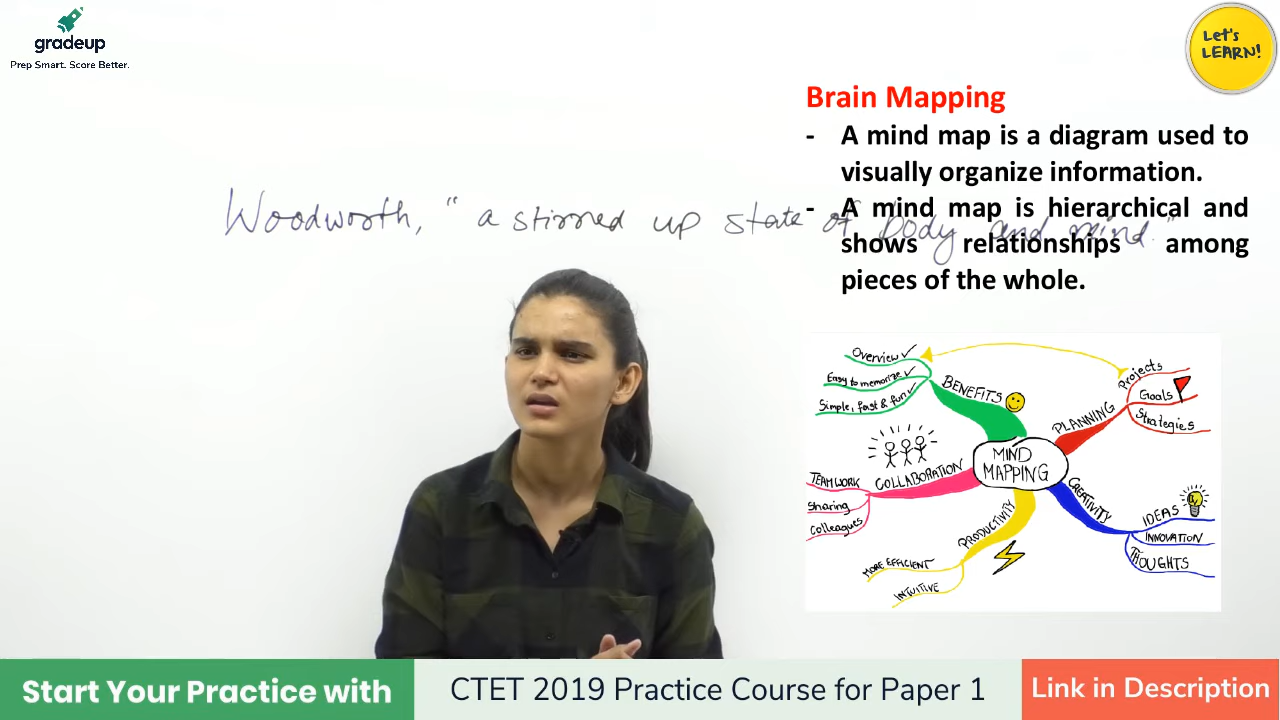 gradeup
Prep Smart. Score Better.
Let's
LEARN!
Brain Mapping
- A mind map is a diagram used to
visually organize information.
- A mind map is hierarchical and
shows relationships among
pieces of the whole.
Woodworth, " a stirred up state of body and mind."
Overview
Easy to memorize
Simple, fast & fun
BENEFITS
Projects
Goals
Strategies
PLANNING
MIND
MAPPING
COLLABORATION
TEAMWORK
Sharing
Colleagues
CREATIVITY
IDEAS
INNOVATION
THOUGHTS
PRODUCTIVITY
MORE EFFICIENT
INTUITIVE
Start Your Practice with
CTET 2019 Practice Course for Paper 1
Link in Description